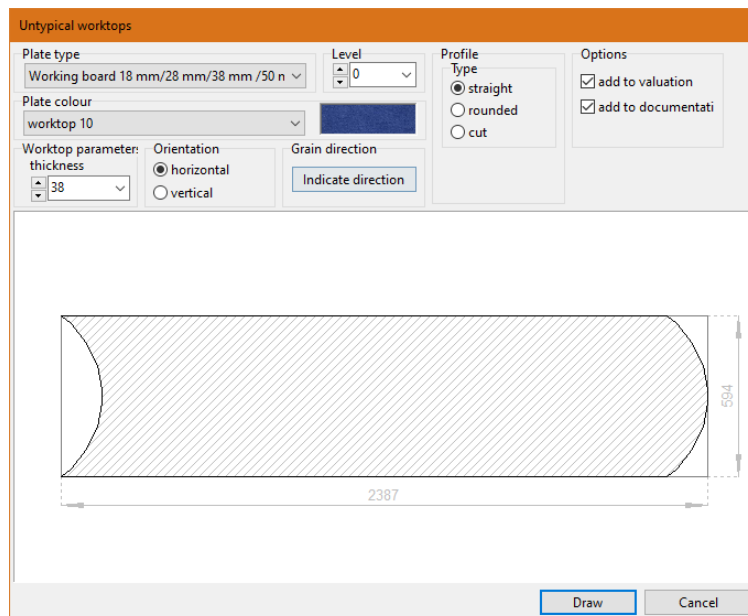 Untypical worktops
Plate type
Working board 18 mm/28 mm/38 mm /50 n
Level
0
Profile
Type
straight
rounded
cut
Options
add to valuation
add to documentati
Plate colour
worktop 10
Worktop parameter:
thickness
38
Orientation
horizontal
vertical
Grain direction
Indicate direction
594
2387
Draw
Cancel